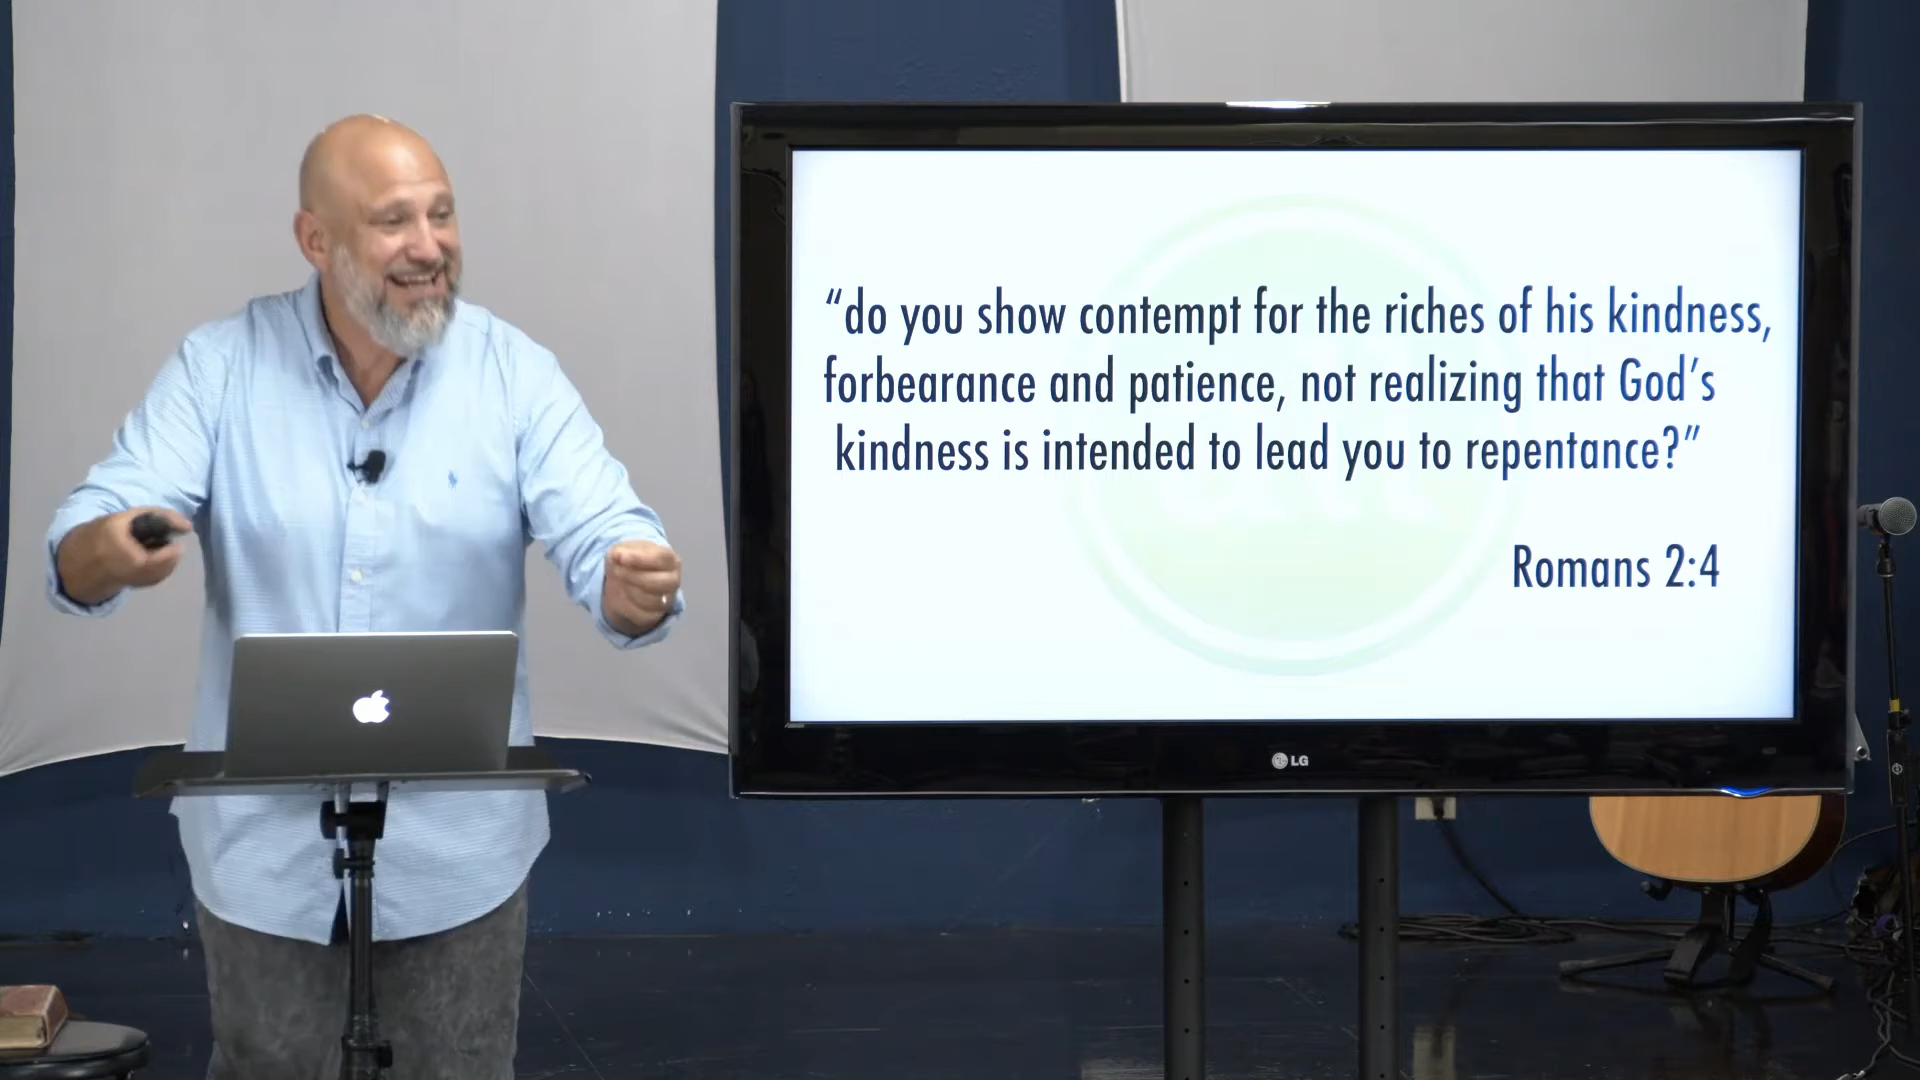 “do you show contempt for the riches of his kindness,
forbearance and patience, not realizing that God’s
kindness is intended to lead you to repentance?”
Romans 2:4
LG